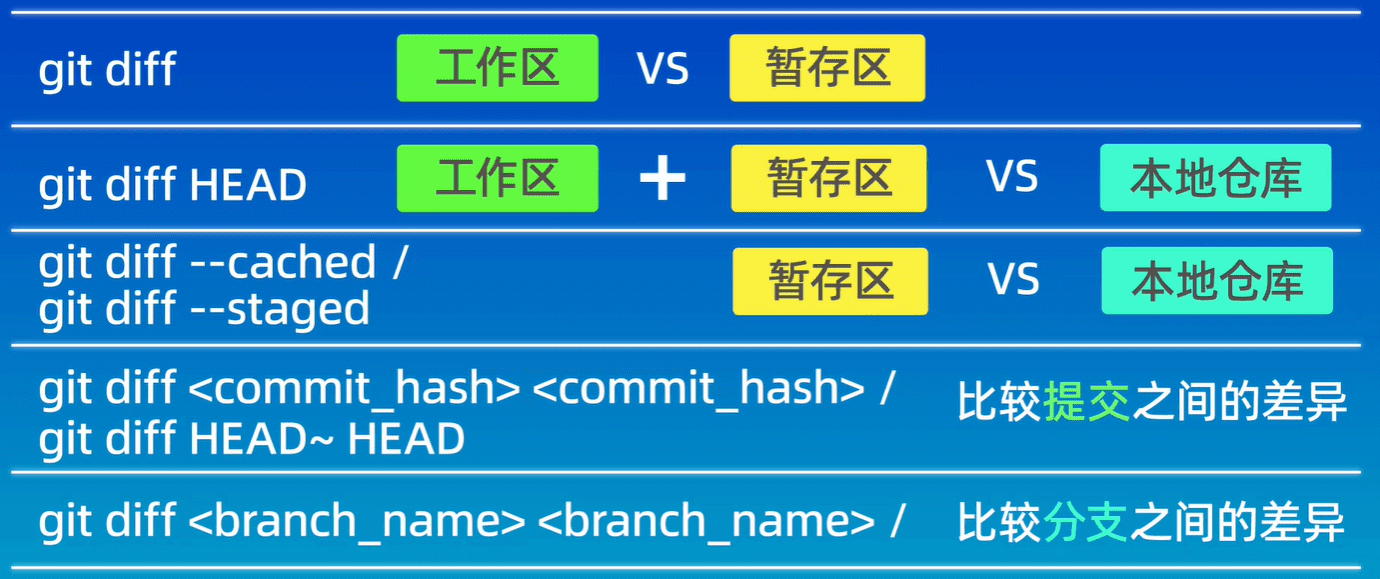 git diff 工作区 VS 暂存区
git diff HEAD 工作区 + 暂存区 VS 本地仓库
git diff --cached /
git diff --staged
暂存区 VS 本地仓库
git diff <commit_hash> <commit_hash> /
git diff HEAD~ HEAD
比较提交之间的差异
git diff <branch_name> <branch_name> / 比较分支之间的差异